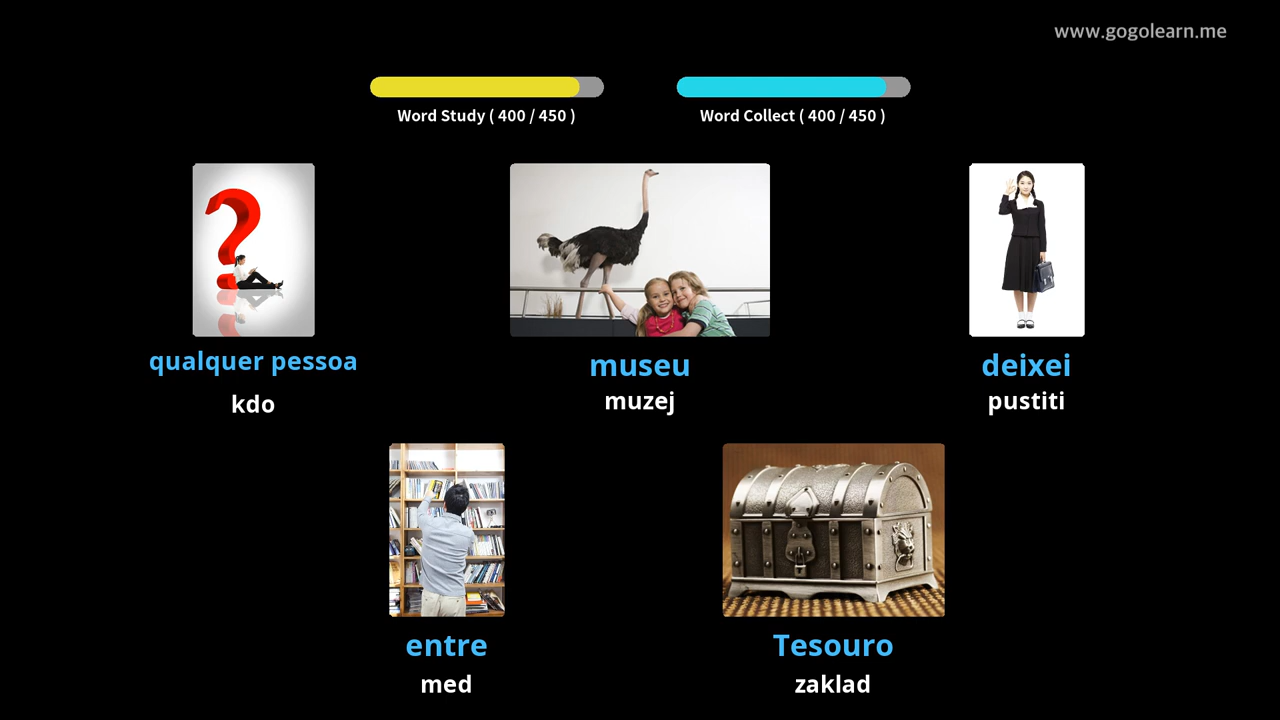 www.gogolearn.me
Word Study ( 400 / 450 )
Word Collect ( 400 / 450 )
qualquer pessoa
kdo
museu
muzej
deixei
pustiti
entre
med
Tesouro
zaklad